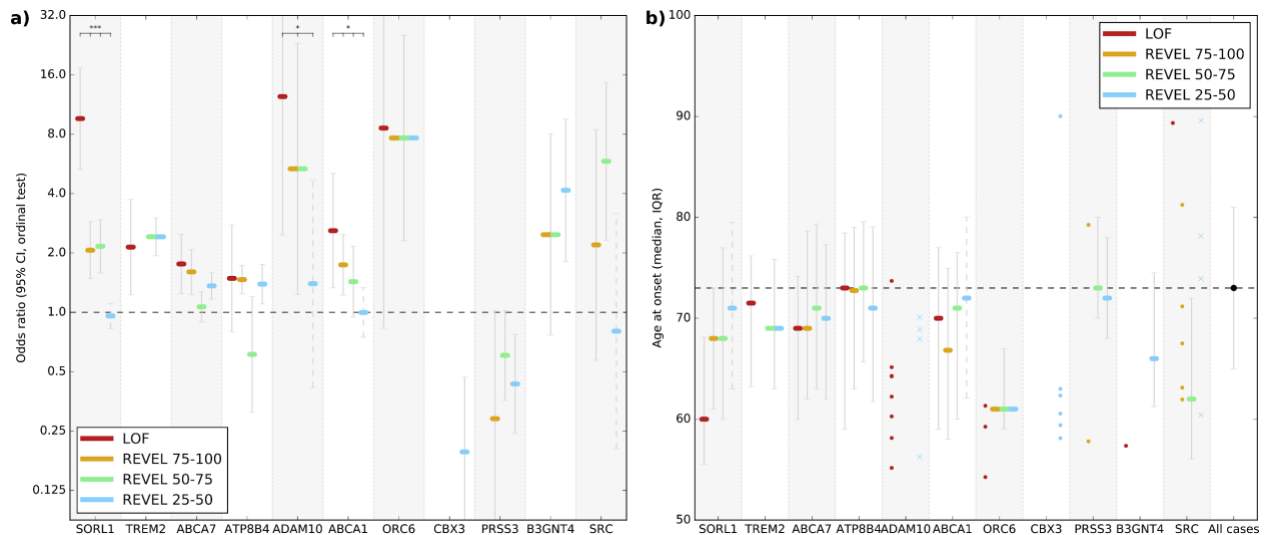 a)
32.0
16.0
8.0
4.0
2.0
1.0
0.5
0.25
0.125
Odds ratio (95% CI, ordinal test)
***
*
*
LOF
REVEL 75-100
REVEL 50-75
REVEL 25-50
SORL1 TREM2 ABCA7 ATP8B4 ADAM10 ABCA1 ORC6 CBX3 PRSS3 B3GNT4 SRC
b)
100
90
80
70
60
50
Age at onset (median, IQR)
LOF
REVEL 75-100
REVEL 50-75
REVEL 25-50
SORL1 TREM2 ABCA7 ATP8B4 ADAM10 ABCA1 ORC6 CBX3 PRSS3 B3GNT4 SRC All cases